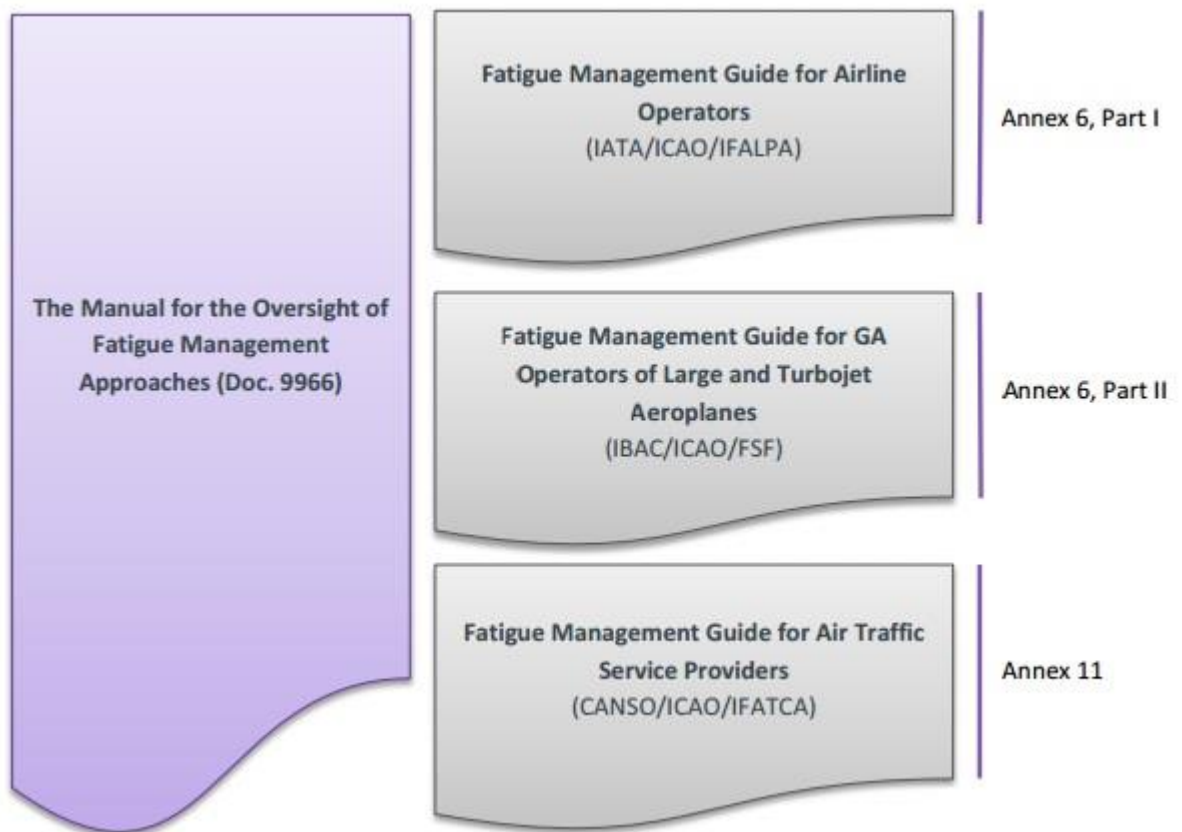 The Manual for the Oversight of
Fatigue Management
Approaches (Doc. 9966)
Fatigue Management Guide for Airline
Operators
(IATA/ICAO/IFALPA)
Annex 6, Part I
Fatigue Management Guide for GA
Operators of Large and Turbojet
Aeroplanes
(IBAC/ICAO/FSF)
Annex 6, Part II
Fatigue Management Guide for Air Traffic
Service Providers
(CANSO/ICAO/IFATCA)
Annex 11